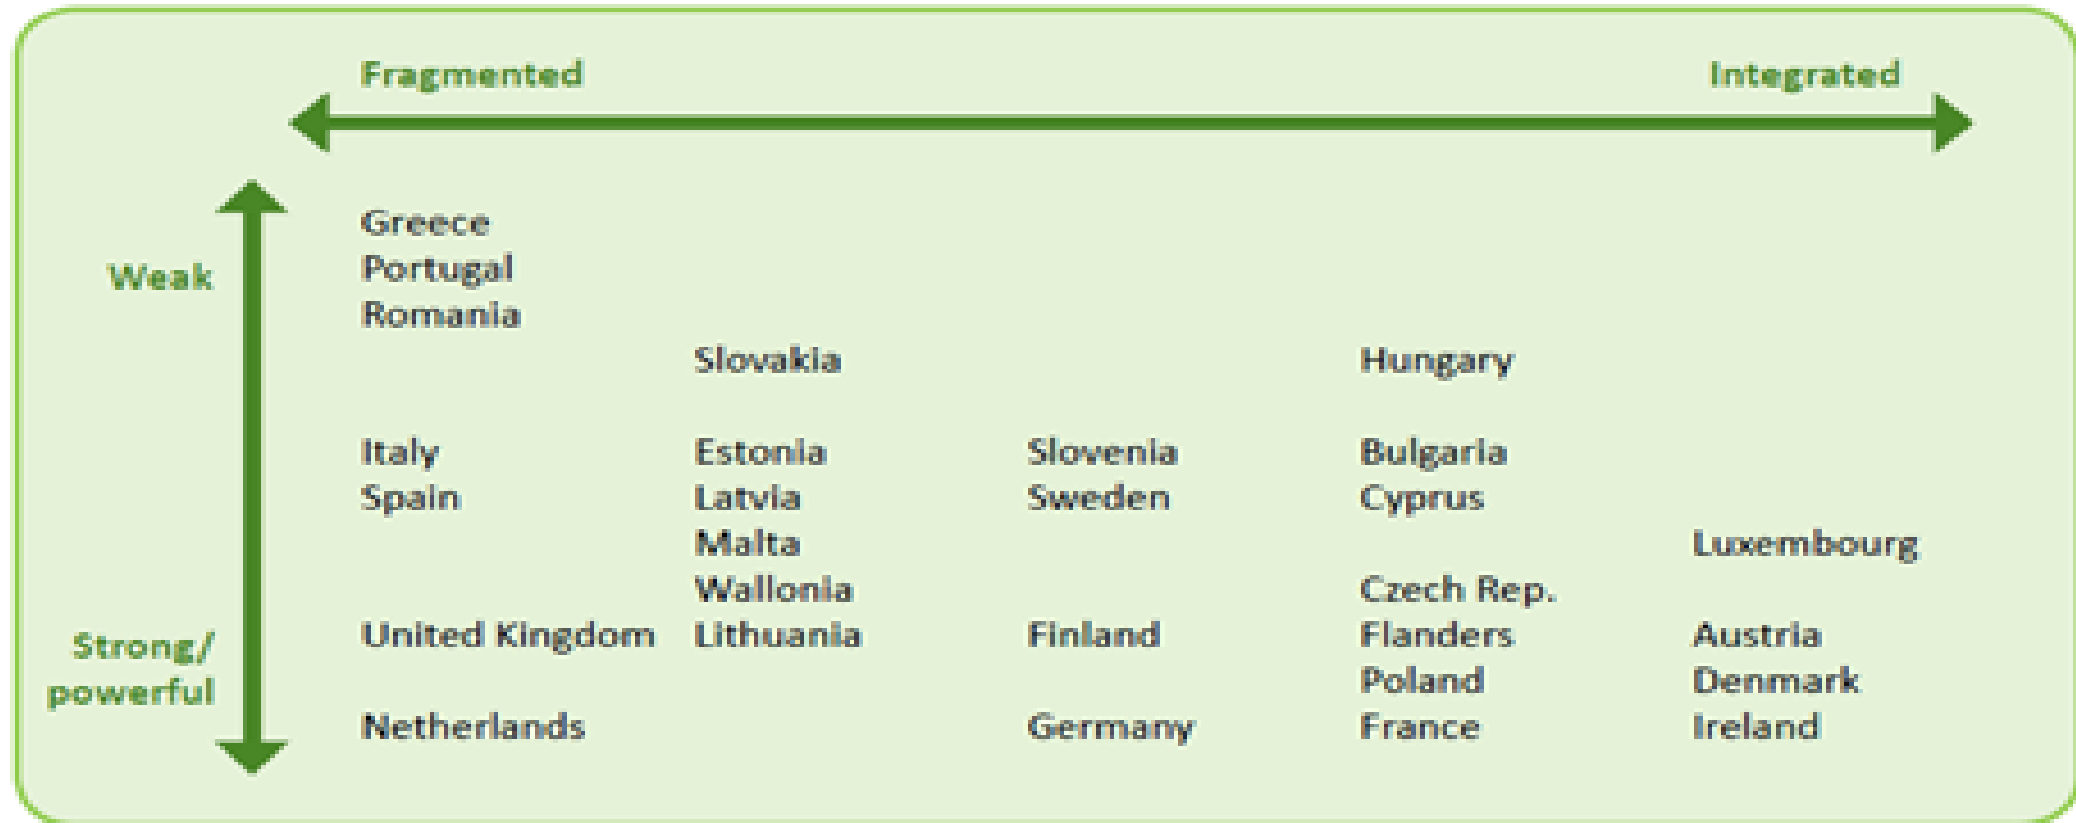 Fragmented Integrated
Greece
Weak Portugal
Romania
Slovakia Hungary
Italy Estonia Slovenia Bulgaria
Spain Latvia Sweden Cyprus
Malta Luxembourg
Wallonia Czech Rep.
Strong/ United Kingdom Lithuania Finland Flanders Austria
powerful Poland Denmark
Netherlands Germany France Ireland